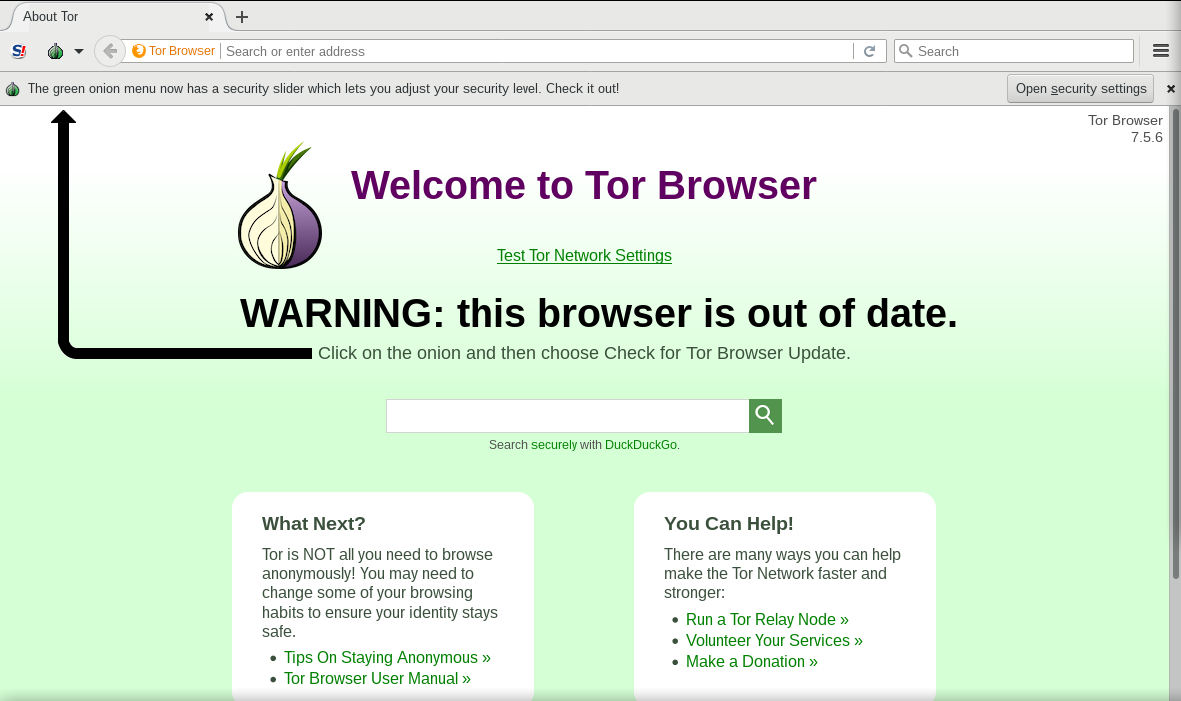 About Tor
S!
Tor Browser
Search or enter address
Search
The green onion menu now has a security slider which lets you adjust your security level. Check it out!
Open security settings
Tor Browser
7.5.6
Welcome to Tor Browser
Test Tor Network Settings
WARNING: this browser is out of date.
Click on the onion and then choose Check for Tor Browser Update.
Search securely with DuckDuckGo.
What Next?
Tor is NOT all you need to browse
anonymously! You may need to
change some of your browsing
habits to ensure your identity stays
safe.
• Tips On Staying Anonymous »
• Tor Browser User Manual »
You Can Help!
There are many ways you can help
make the Tor Network faster and
stronger:
• Run a Tor Relay Node »
• Volunteer Your Services »
• Make a Donation »